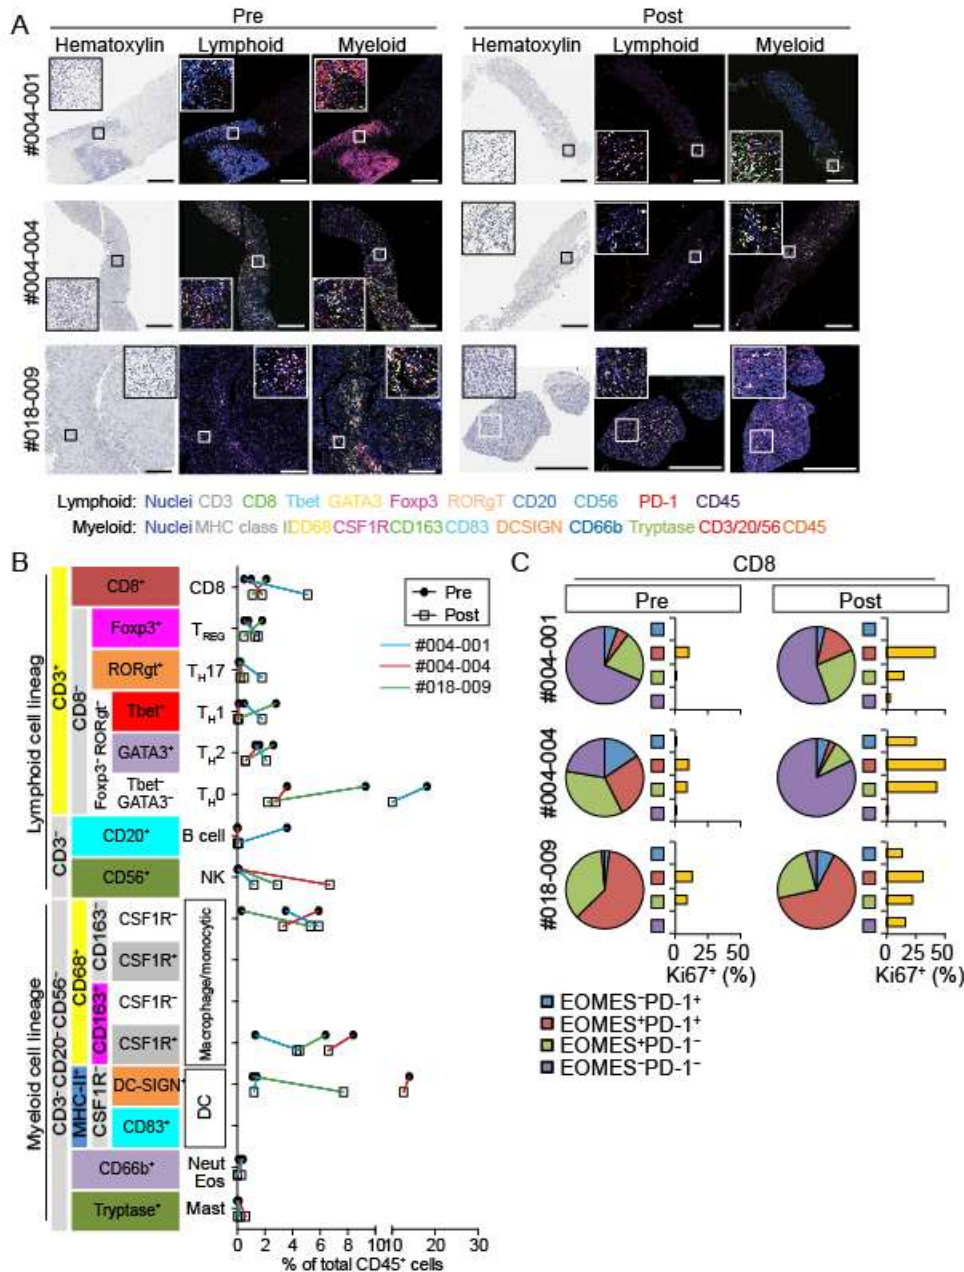 A
Pre Post
Hematoxylin Lymphoid Myeloid Hematoxylin Lymphoid Myeloid
#004-001
#004-004
#018-009
Lymphoid: Nuclei CD3 CD8 Tbet GATA3 Foxp3 RORgT CD20 CD56 PD-1 CD45
Myeloid: Nuclei MHC class II CD68 CSF1R CD163 CD83 DCSIGN CD66b Tryptase CD3/20/56 CD45
B
Lymphoid cell lineag
CD3⁺
CD8⁺ CD8
CD8⁻
Foxp3⁺ T_REG
RORgt⁺ T_H17
Foxp3⁻RORgt⁻
Tbet⁺ T_H1
GATA3⁺ T_H2
Tbet⁻
GATA3⁻ T_H0
CD3⁻
CD20⁺ B cell
CD56⁺ NK
Myeloid cell lineage
CD3⁻CD20⁻CD56⁻
CD68⁺
CD163⁻
CSF1R⁻
CSF1R⁺
CD163⁺
CSF1R⁻
CSF1R⁺
Macrophage/monocytic
MHC-II⁺
CSF1R⁻
DC-SIGN⁺
CD83⁺
DC
CD66b⁺ Neut
Eos
Tryptase⁺ Mast
Pre
Post
#004-001
#004-004
#018-009
0 2 4 6 8 10 10 20 30
% of total CD45⁺ cells
C
CD8
Pre Post
#004-001
#004-004
#018-009
0 25 50 0 25 50
Ki67⁺ (%) Ki67⁺ (%)
EOMES⁻PD-1⁺
EOMES⁺PD-1⁺
EOMES⁺PD-1⁻
EOMES⁻PD-1⁻